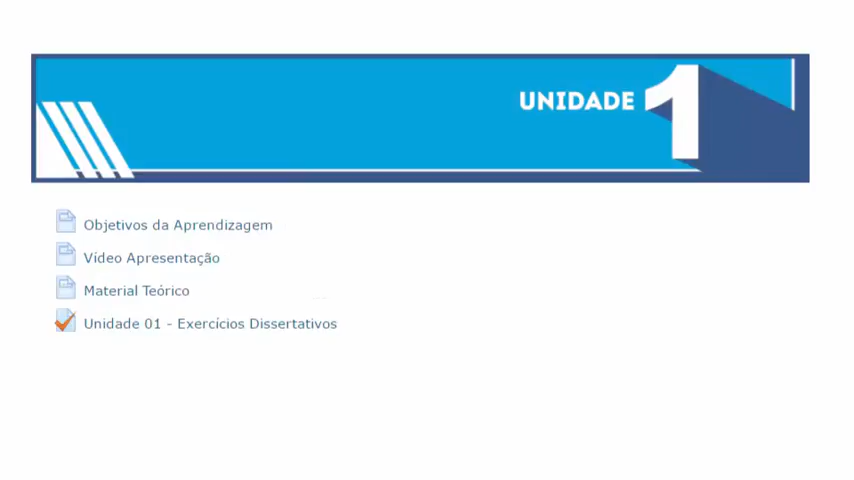 UNIDADE 1
Objetivos da Aprendizagem
Vídeo Apresentação
Material Teórico
Unidade 01 - Exercícios Dissertativos